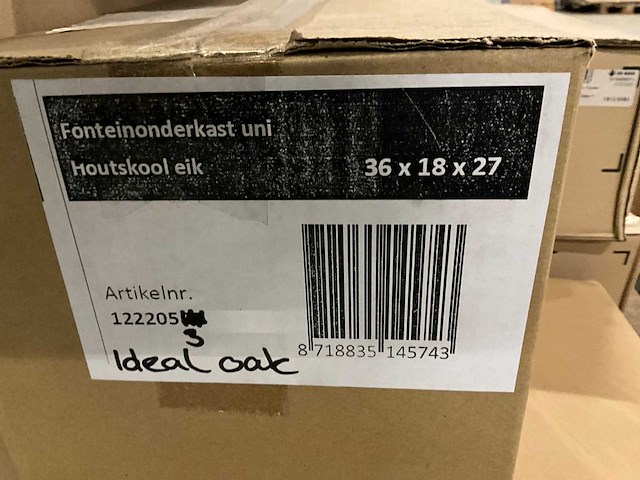 Fonteinonderkast uni
Houtskool eik 36 x 18 x 27
Artikelnr.
122205
3
Ideal oak
8 718835 145743